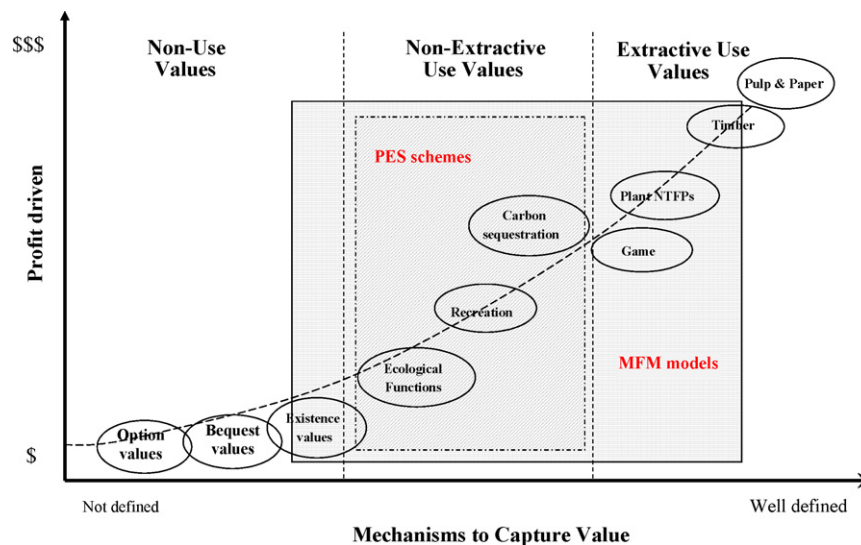 $$$
Non-Use
Values
Non-Extractive
Use Values
Extractive Use
Values
Pulp & Paper
Timber
PES schemes
Plant NTFPs
Carbon
sequestration
Game
Profit driven
Recreation
MFM models
Ecological
Functions
Existence
values
Bequest
values
Option
values
$
Not defined
Well defined
Mechanisms to Capture Value